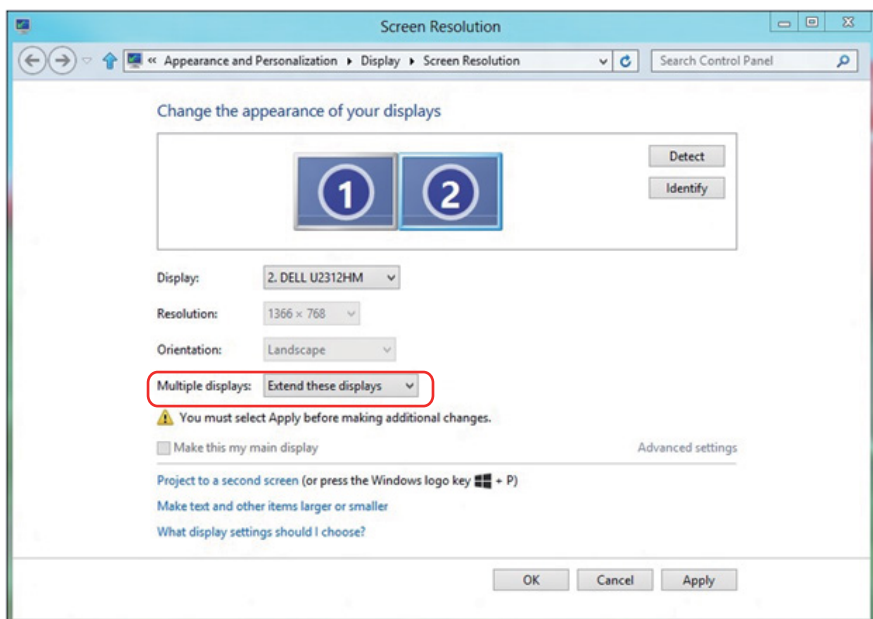 Screen Resolution
« Appearance and Personalization ▸ Display ▸ Screen Resolution
Search Control Panel
Change the appearance of your displays
1 2
Detect
Identify
Display: 2. DELL U2312HM
Resolution: 1366 × 768
Orientation: Landscape
Multiple displays: Extend these displays
You must select Apply before making additional changes.
Make this my main display
Advanced settings
Project to a second screen (or press the Windows logo key + P)
Make text and other items larger or smaller
What display settings should I choose?
OK Cancel Apply